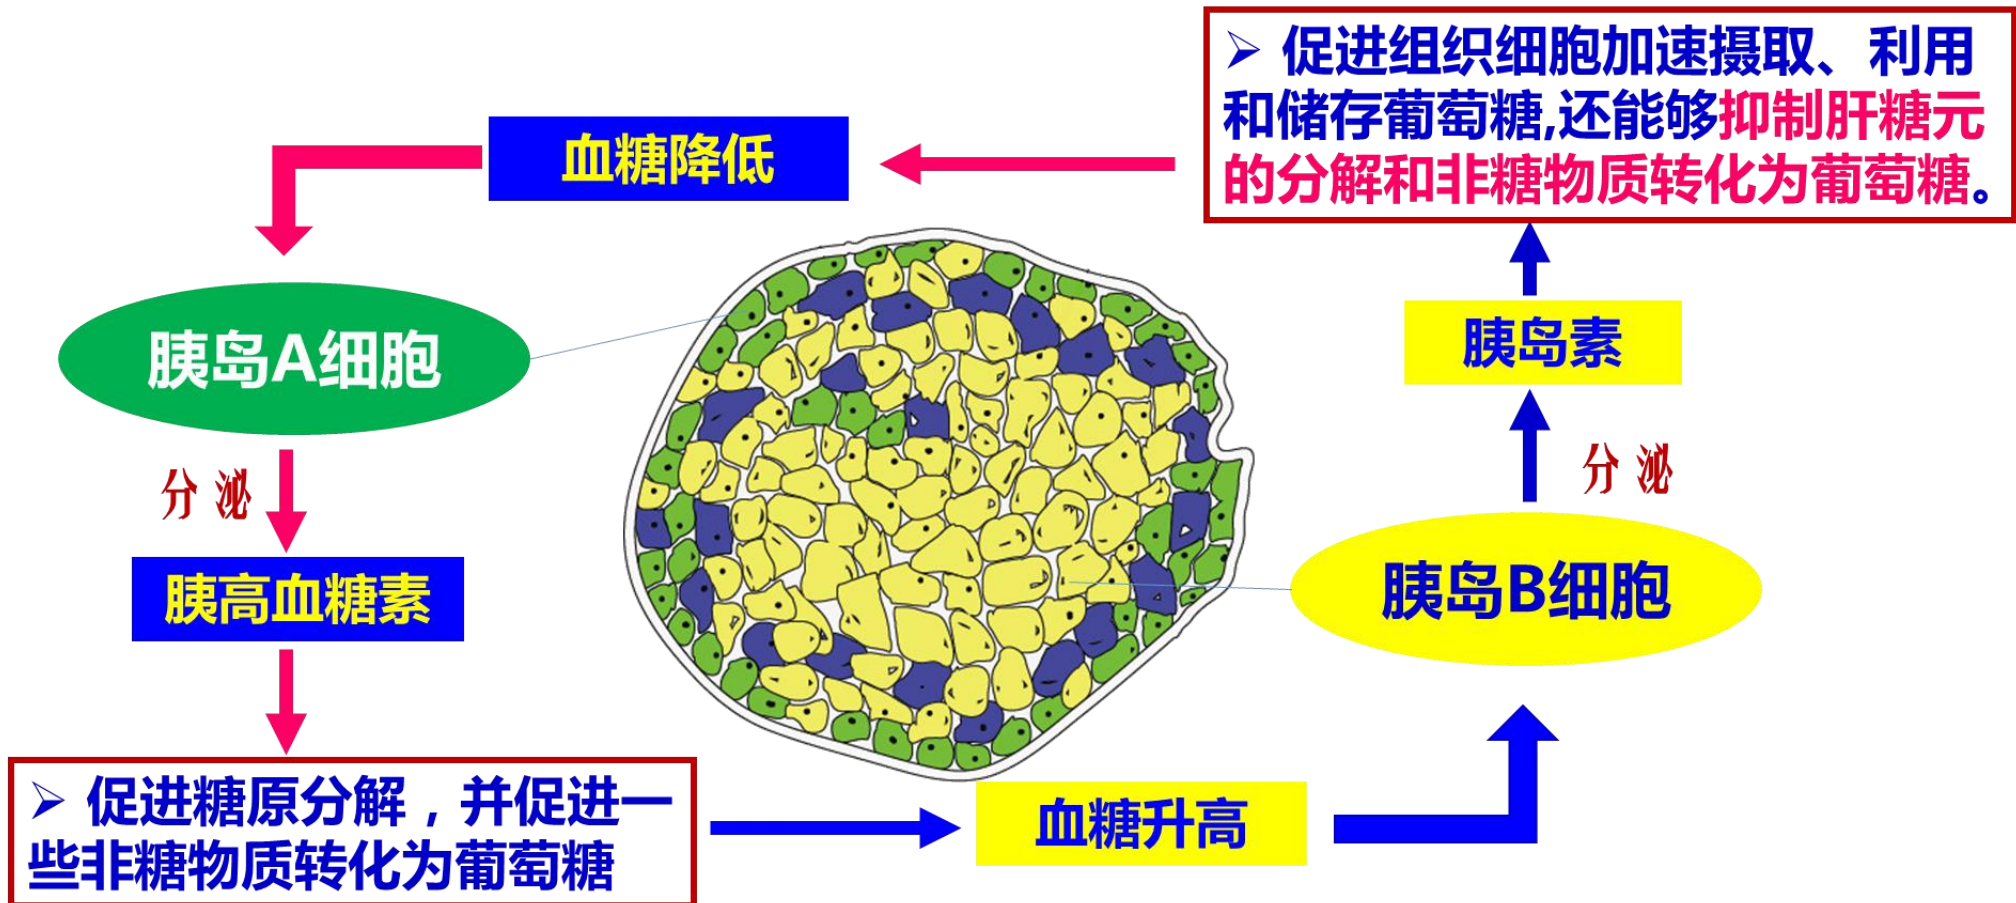 ➢ 促进组织细胞加速摄取、利用
和储存葡萄糖,还能够抑制肝糖元
的分解和非糖物质转化为葡萄糖。
血糖降低
胰岛素
胰岛A细胞
分泌
分泌
胰高血糖素
胰岛B细胞
➢ 促进糖原分解，并促进一
些非糖物质转化为葡萄糖
血糖升高